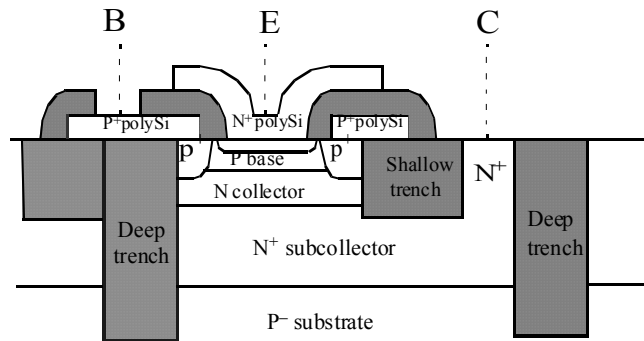 B E C
P⁺polySi N⁺polySi P⁺polySi
p⁺ P base p⁺
N collector
Shallow
trench
N⁺
Deep
trench
N⁺ subcollector
Deep
trench
P⁻ substrate